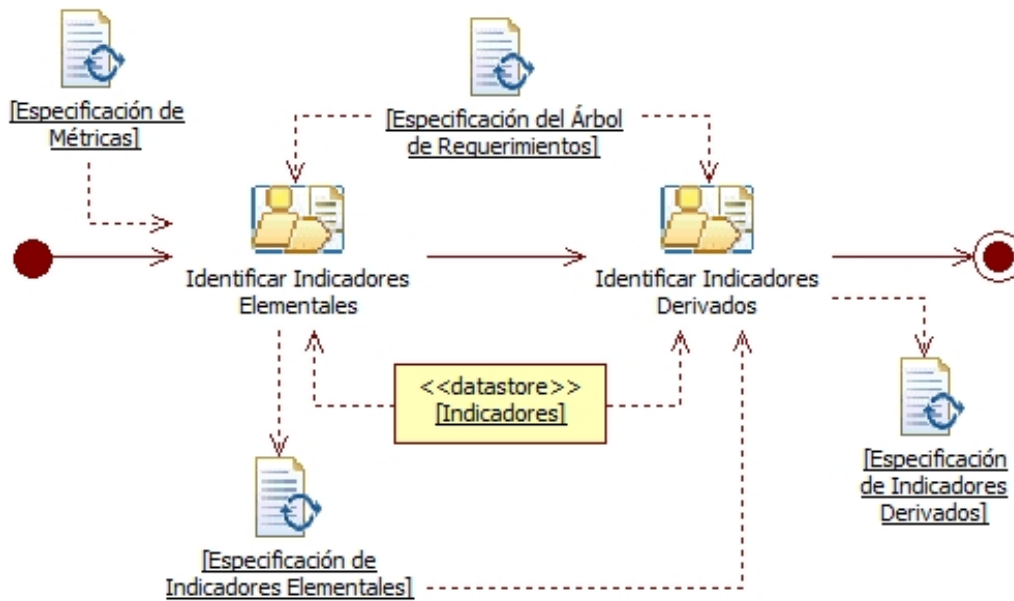 [Especificación de
Métricas]
[Especificación del Árbol
de Requerimientos]
Identificar Indicadores
Elementales
Identificar Indicadores
Derivados
<<datastore>>
[Indicadores]
[Especificación
de Indicadores
Derivados]
[Especificación de
Indicadores Elementales]